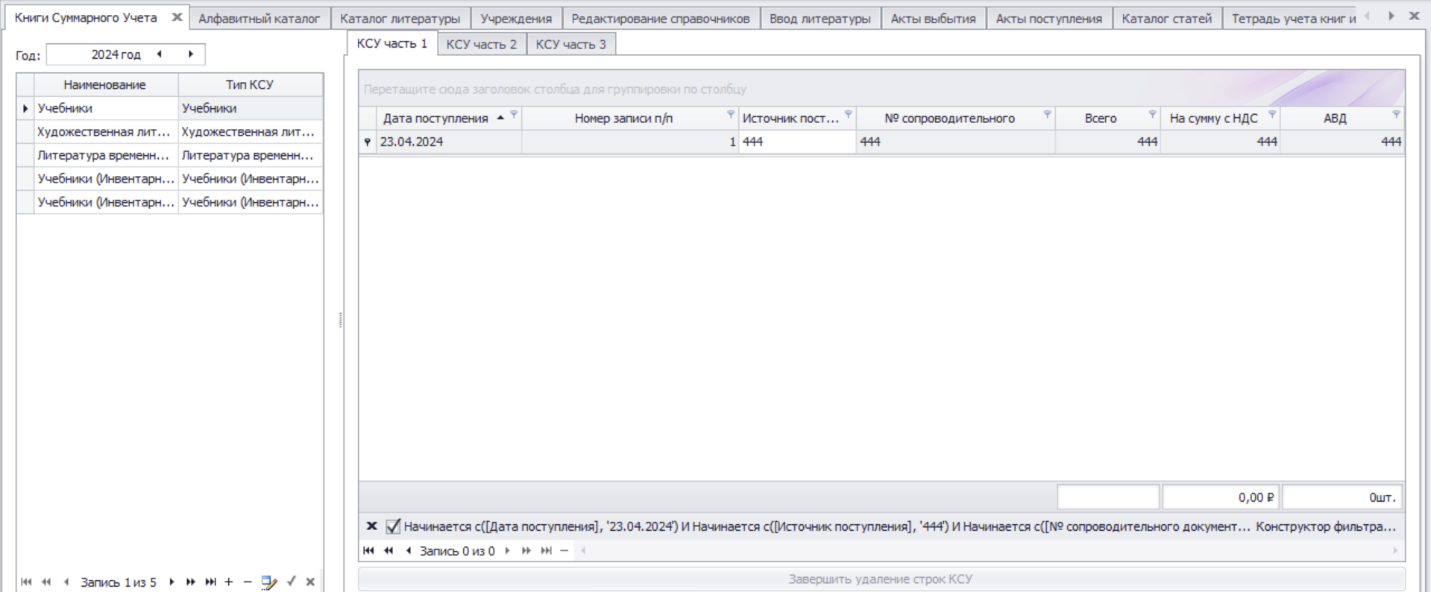 Книги Суммарного Учета Алфавитный каталог Каталог литературы Учреждения Редактирование справочников Ввод литературы Акты выбытия Акты поступления Каталог статей Тетрадь учета книг и
Год: 2024 год
Наименование Тип КСУ
Учебники Учебники
Художественная лит... Художественная лит...
Литература временн... Литература временн...
Учебники (Инвентарн... Учебники (Инвентарн...
Учебники (Инвентарн... Учебники (Инвентарн...
Запись 1 из 5
КСУ часть 1 КСУ часть 2 КСУ часть 3
Перетащите сюда заголовок столбца для группировки по столбцу
Дата поступления Номер записи п/п Источник пост... № сопроводительного Всего На сумму с НДС АВД
23.04.2024 1 444 444 444 444 444
0,00 ₽ 0шт.
Начинается с([Дата поступления], '23.04.2024') И Начинается с([Источник поступления], '444') И Начинается с([№ сопроводительного документ... Конструктор фильтра...
Запись 0 из 0
Завершить удаление строк КСУ